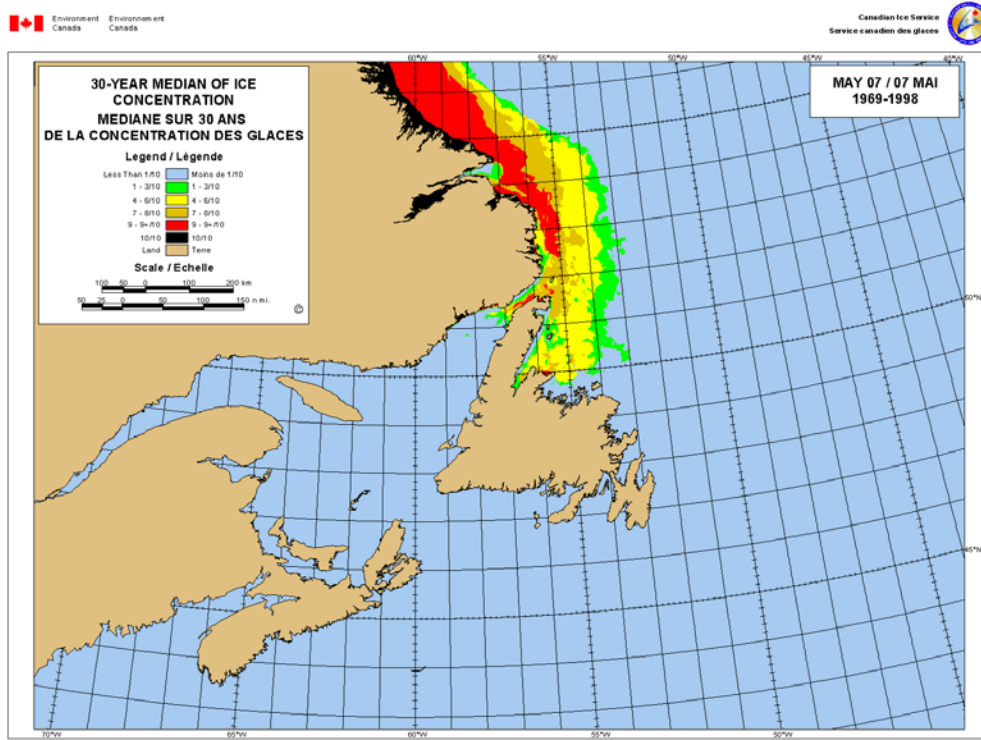 Environment Environnement
Canada Canada
Canadian Ice Service
Service canadien des glaces
60°W 55°W 50°W 45°W 40°W
30-YEAR MEDIAN OF ICE
CONCENTRATION
MEDIANE SUR 30 ANS
DE LA CONCENTRATION DES GLACES
Legend / Légende
Less Than 1/10 Moins de 1/10
1 - 3/10 1 - 3/10
4 - 6/10 4 - 6/10
7 - 8/10 7 - 8/10
9 - 9+/10 9 - 9+/10
10/10 10/10
Land Terre
Scale / Echelle
100 50 0 100 200 km
50 25 0 50 100 150 n mi.
©
MAY 07 / 07 MAI
1969-1998
50°N
45°N
70°W 65°W 60°W 55°W 50°W